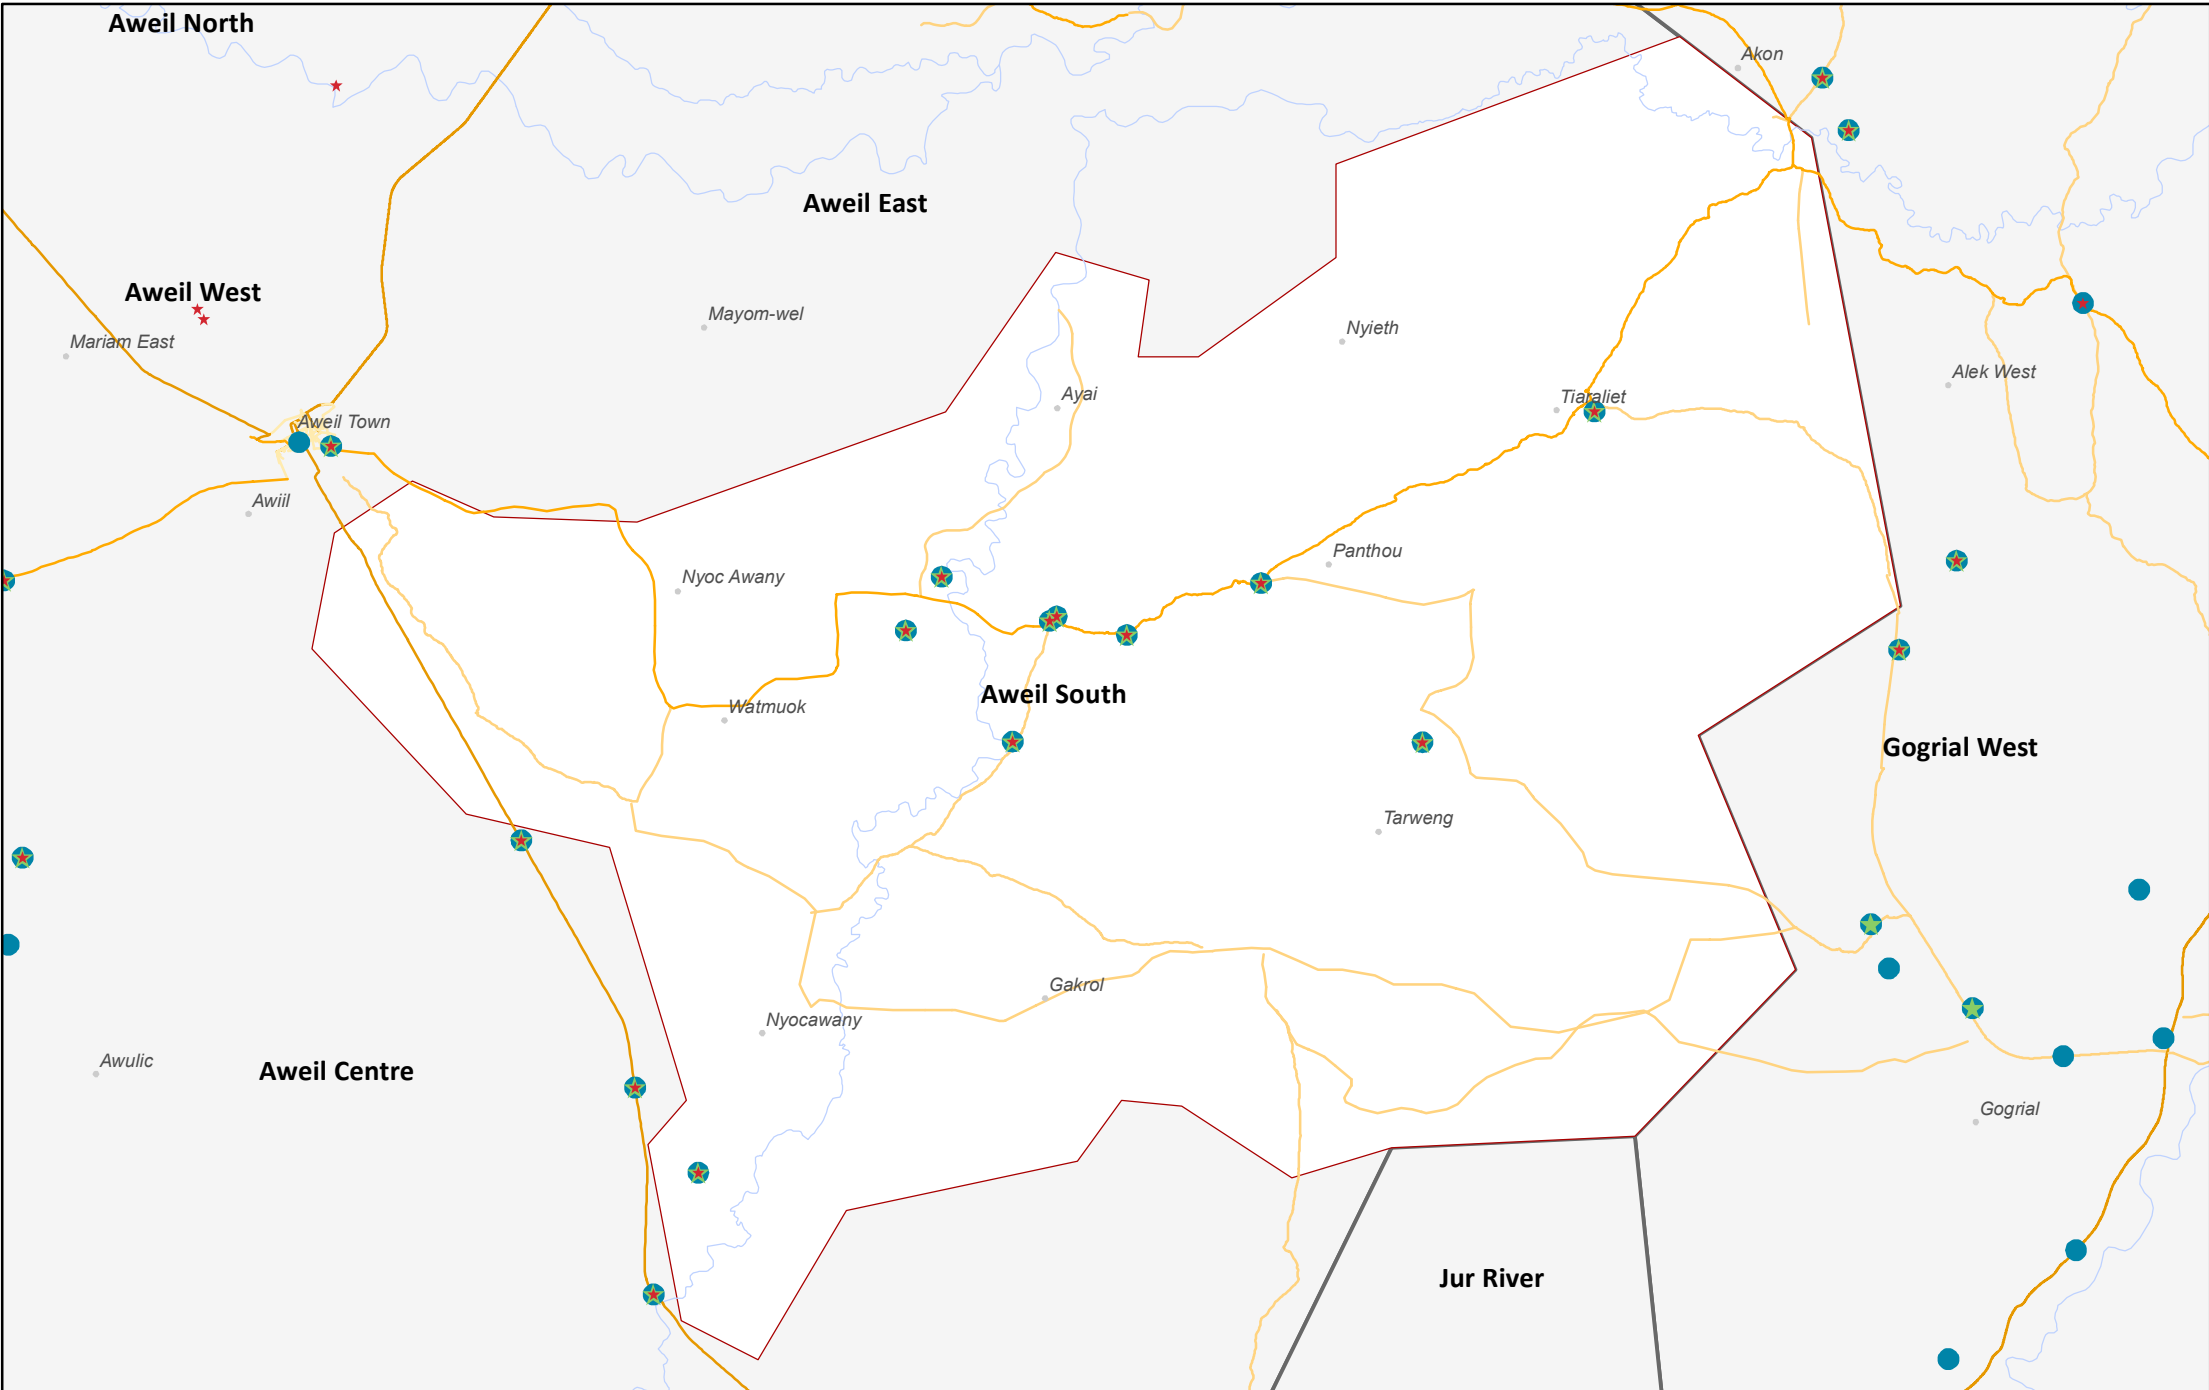 Aweil North
Akon
Aweil East
Aweil West
Mayom-wel
Nyieth
Mariam East
Alek West
Ayai
Tiaraliet
Aweil Town
Awiil
Panthou
Nyoc Awany
Aweil South
Watmuok
Gogrial West
Tarweng
Gakrol
Nyocawany
Awulic
Aweil Centre
Gogrial
Jur River